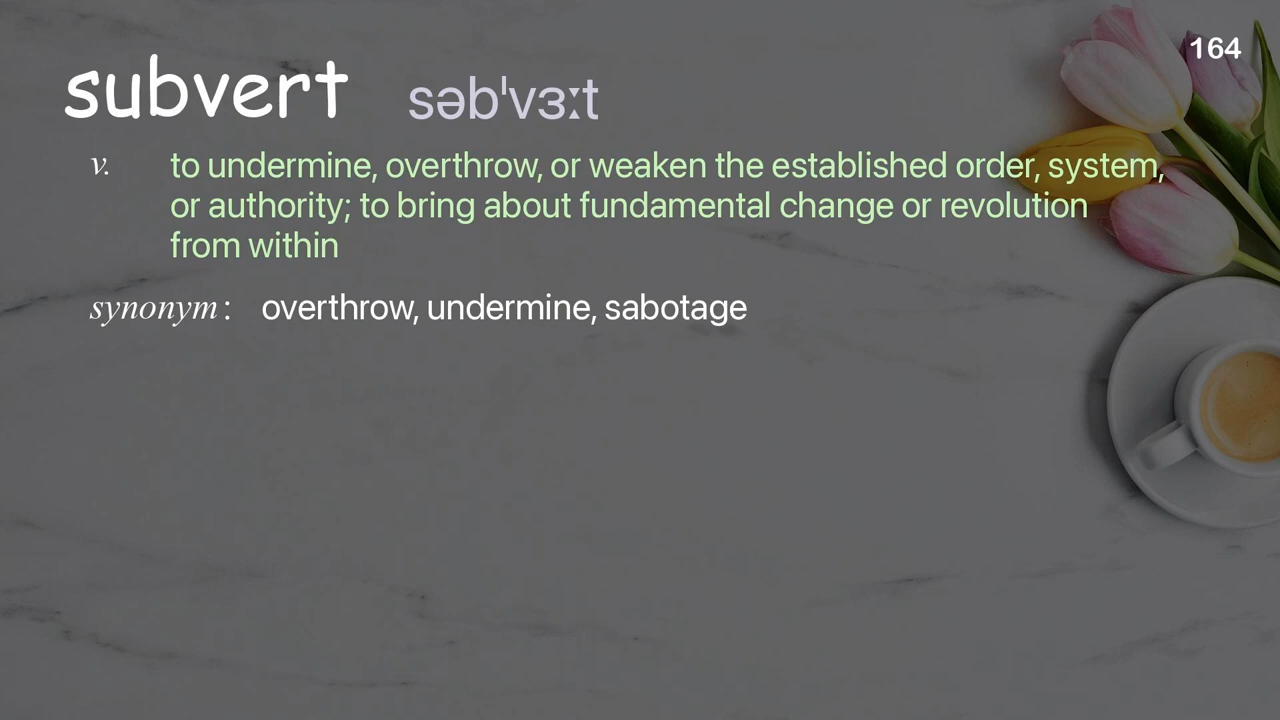 164
subvert səbˈvɜːt
v. to undermine, overthrow, or weaken the established order, system,
or authority; to bring about fundamental change or revolution
from within
synonym: overthrow, undermine, sabotage